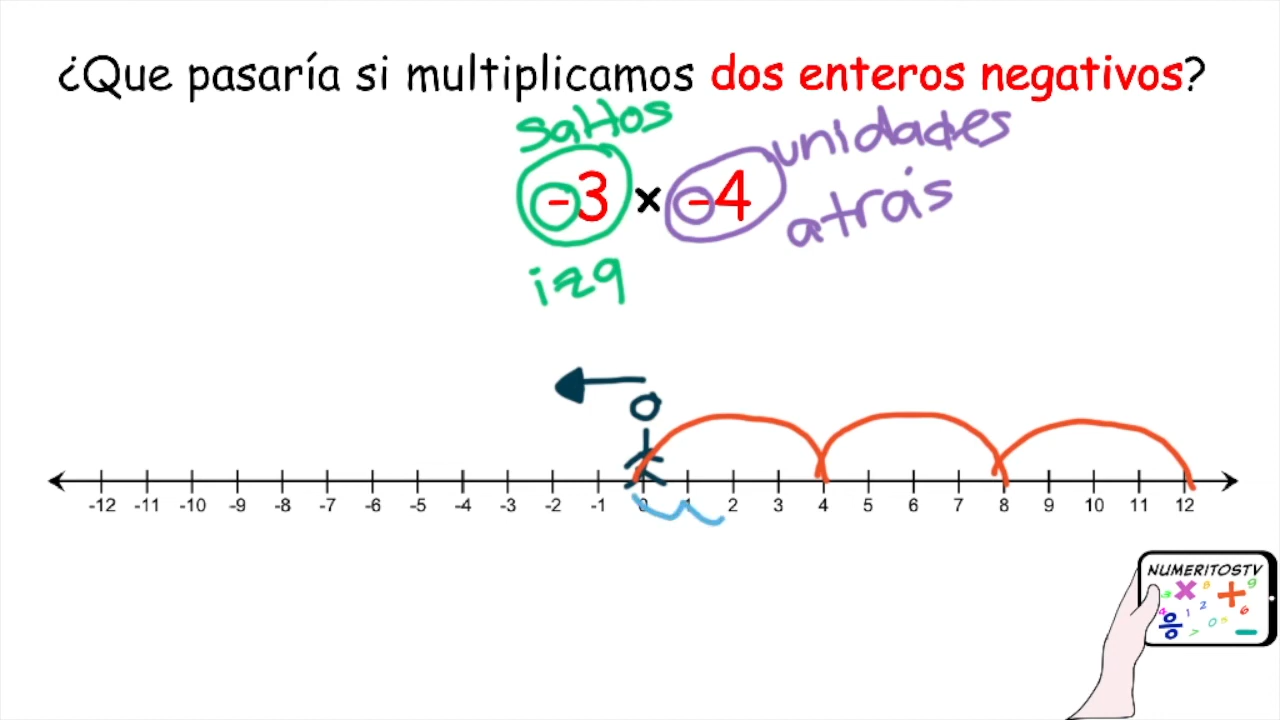 ¿Que pasaría si multiplicamos dos enteros negativos?
saltos
-3 × -4 unidades
atrás
izq
-12 -11 -10 -9 -8 -7 -6 -5 -4 -3 -2 -1 0 1 2 3 4 5 6 7 8 9 10 11 12
NUMERITOSTV